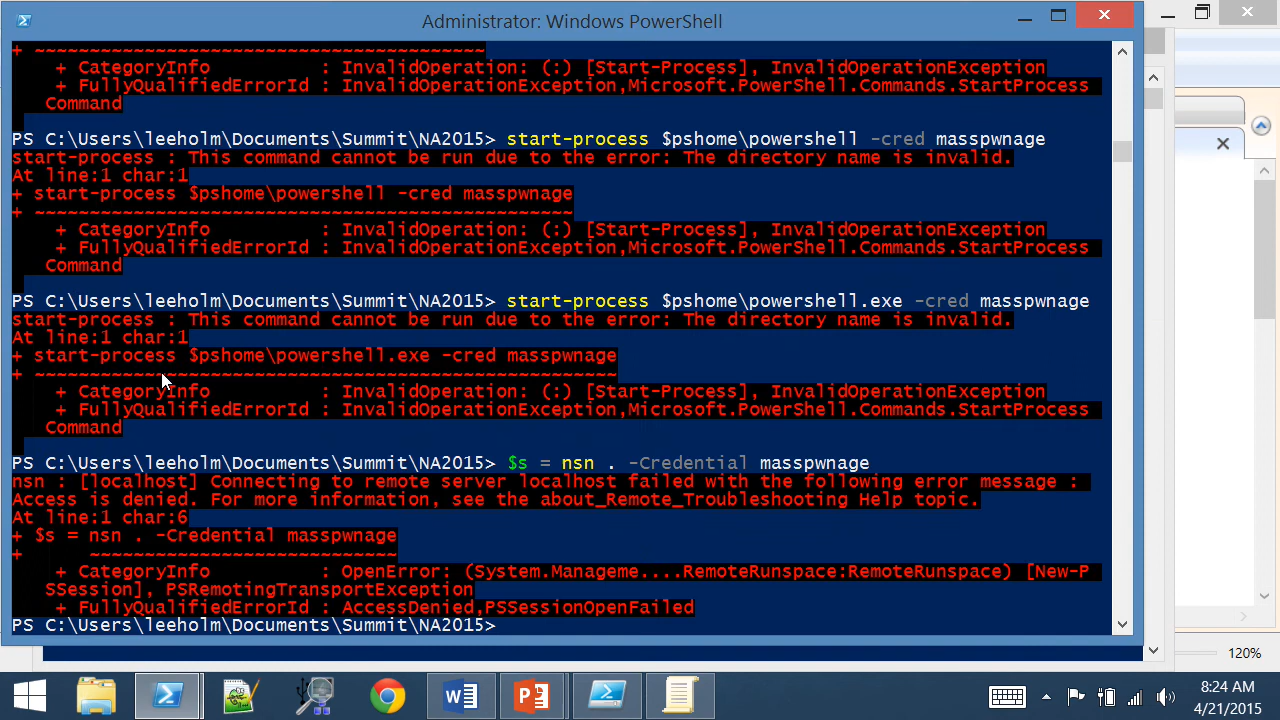 Administrator: Windows PowerShell
+ ~~~~~~~~~~~~~~~~~~~~~~~~~~~~~~~~~~~~~~~~~
+ CategoryInfo : InvalidOperation: (:) [Start-Process], InvalidOperationException
+ FullyQualifiedErrorId : InvalidOperationException,Microsoft.PowerShell.Commands.StartProcess
Command
PS C:\Users\leeholm\Documents\Summit\NA2015> start-process $pshome\powershell -cred masspwnage
start-process : This command cannot be run due to the error: The directory name is invalid.
At line:1 char:1
+ start-process $pshome\powershell -cred masspwnage
+ ~~~~~~~~~~~~~~~~~~~~~~~~~~~~~~~~~~~~~~~~~~~~~~~~~
+ CategoryInfo : InvalidOperation: (:) [Start-Process], InvalidOperationException
+ FullyQualifiedErrorId : InvalidOperationException,Microsoft.PowerShell.Commands.StartProcess
Command
PS C:\Users\leeholm\Documents\Summit\NA2015> start-process $pshome\powershell.exe -cred masspwnage
start-process : This command cannot be run due to the error: The directory name is invalid.
At line:1 char:1
+ start-process $pshome\powershell.exe -cred masspwnage
+ ~~~~~~~~~~~~~~~~~~~~~~~~~~~~~~~~~~~~~~~~~~~~~~~~~~~~~
+ CategoryInfo : InvalidOperation: (:) [Start-Process], InvalidOperationException
+ FullyQualifiedErrorId : InvalidOperationException,Microsoft.PowerShell.Commands.StartProcess
Command
PS C:\Users\leeholm\Documents\Summit\NA2015> $s = nsn . -Credential masspwnage
nsn : [localhost] Connecting to remote server localhost failed with the following error message :
Access is denied. For more information, see the about_Remote_Troubleshooting Help topic.
At line:1 char:6
+ $s = nsn . -Credential masspwnage
+ ~~~~~~~~~~~~~~~~~~~~~~~~~~~~
+ CategoryInfo : OpenError: (System.Manageme....RemoteRunspace:RemoteRunspace) [New-P
SSession], PSRemotingTransportException
+ FullyQualifiedErrorId : AccessDenied,PSSessionOpenFailed
PS C:\Users\leeholm\Documents\Summit\NA2015>
120%
8:24 AM
4/21/2015